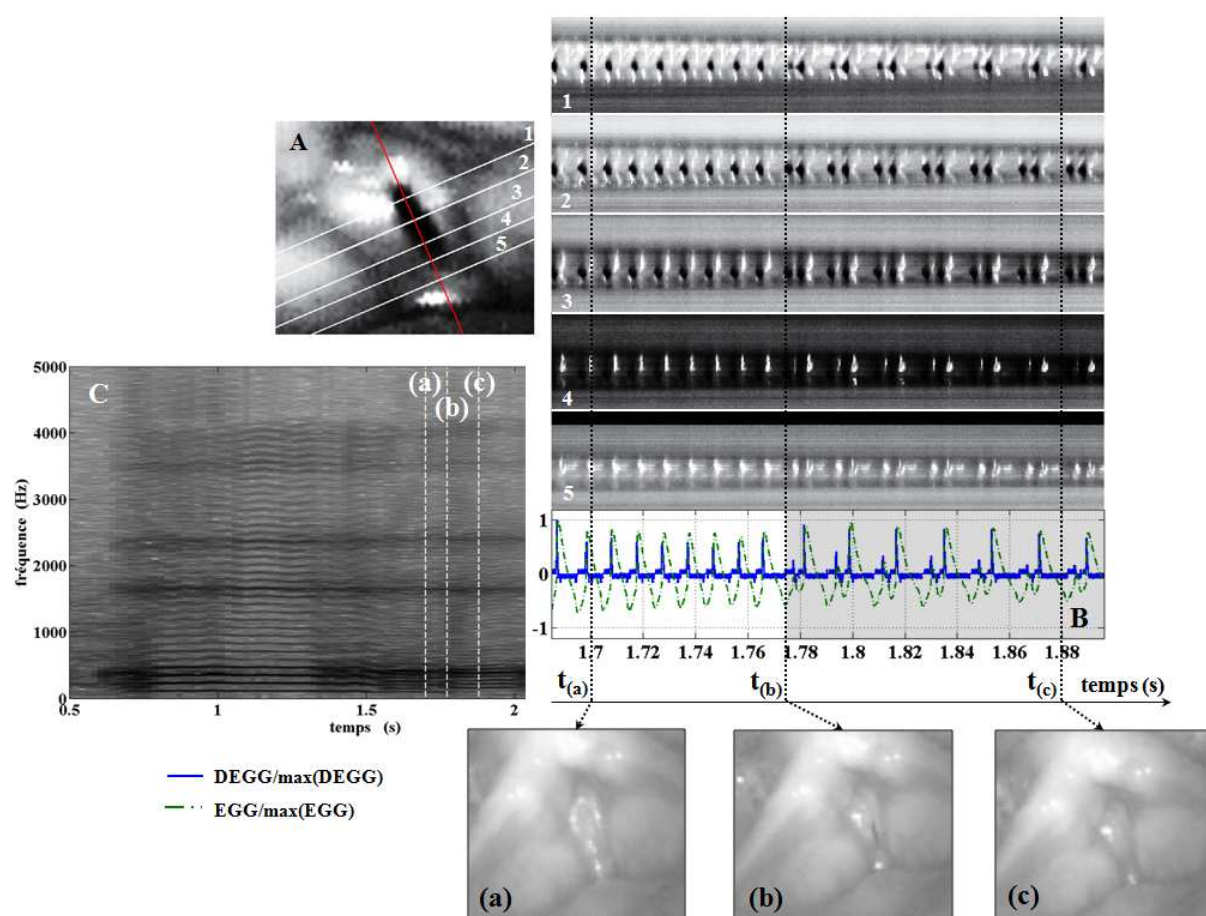 A
1
2
3
4
5
1
2
3
4
5
C
(a)
(b)
(c)
5000
4000
3000
2000
1000
0
fréquence (Hz)
0.5
1
1.5
2
temps (s)
1
0
-1
B
1.7
1.72
1.74
1.76
1.78
1.8
1.82
1.84
1.86
1.88
t(a)
t(b)
t(c)
temps (s)
DEGG/max(DEGG)
EGG/max(EGG)
(a)
(b)
(c)